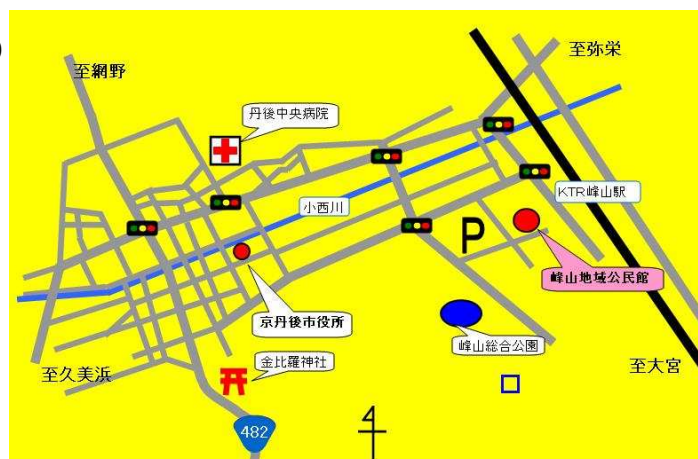 至網野
至弥栄
丹後中央病院
小西川
KTR峰山駅
P
峰山地域公民館
京丹後市役所
峰山総合公園
金比羅神社
至久美浜
至大宮
482